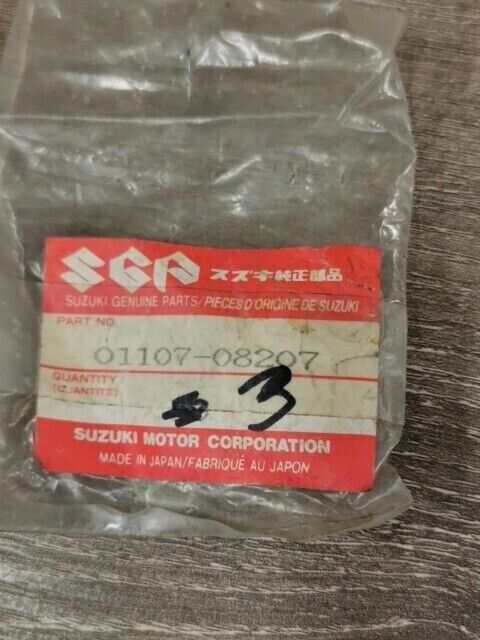 SGP スズキ純正部品
SUZUKI GENUINE PARTS/PIECES D'ORIGINE DE SUZUKI
PART NO.
01107-08207
QUANTITY
(QUANTITE)
3
SUZUKI MOTOR CORPORATION
MADE IN JAPAN/FABRIQUÉ AU JAPON